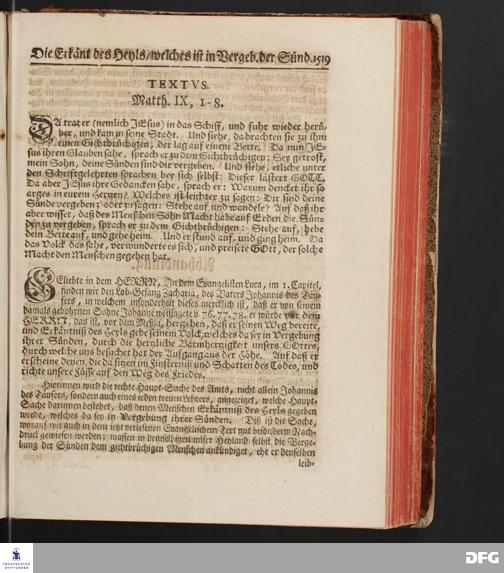 Die Erkänt des Heyls/welches ist in Vergeb. der Sünd. 1519
TEXTVS.
Matth. IX, 1-8.
DA trat er (nemlich JEsus) in das Schiff, und fuhr wieder herü-
ber, und kam in seine Stadt. Und siehe, da brachten sie zu ihm
einen Gichtbrüchigen, der lag auf einem Bette. Da nun JE-
sus ihren Glauben sahe, sprach er zu dem Gichtbrüchigen: Sey getrost,
mein Sohn, deine Sünden sind dir vergeben. Und siehe, etliche unter
den Schriftgelehrten sprachen bey sich selbst: Dieser lästert GOTT.
Da aber JEsus ihre Gedancken sahe, sprach er: Warum dencket ihr so
arges in euren Hertzen? Welches ist leichter zu sagen: Dir sind deine
Sünde vergeben; oder zu sagen: Stehe auf und wandele? Auf daß ihr
aber wisset, daß des Menschen Sohn Macht habe auf Erden die Sün-
den zu vergeben, sprach er zu dem Gichtbrüchigen: Stehe auf, hebe
dein Bette auf, und gehe heim. Und er stund auf, und ging heim. Da
das Volck das sahe, verwunderte es sich, und preisete GOtt, der solche
Macht den Menschen gegeben hat.
GEliebte in dem HERRN, In dem Evangelisten Luca, im 1. Capitel,
finden wir den Lob-Gesang Zachariä, des Vaters Johannis des Täu-
fers, in welchem insonderheit dieses mercklich ist, daß er von seinem
damals gebohrnen Sohne Johanne weissaget v. 76. 77. 78. er würde vor dem
HERRN, das ist, vor dem Meßia, hergehen, daß er seinen Weg bereite,
und Erkäntniß des Heyls gebe seinem Volck, welches da sey in Vergebung
ihrer Sünden, durch die hertzliche Barmhertzigkeit unsers GOttes,
durch welche uns besuchet hat der Aufgang aus der Höhe. Auf daß er
erscheine denen, die da sitzen im Finsterniß und Schatten des Todes, und
richte unsere Füsse auf den Weg des Friedes.
Hierinnen wird die rechte Haupt-Sache des Amts, nicht allein Johannis
des Täufers, sondern auch eines jeden treuen Lehrers, angezeiget, welche Haupt-
Sache darinnen bestehet, daß denen Menschen Erkäntniß des Heyls gegeben
werde, welches da sey in Vergebung ihrer Sünden. Diß ist die Sache,
worauf wir auch in dem jetzt verlesenen Evangelischem Text mit besonderm Nach-
druck gewiesen werden; massen in demselbigen unser Heyland selbst die Verge-
bung der Sünden dem gichtbrüchigen Menschen ankündiget, ehe er denselben
leib-
FRANCKESCHE
STIFTUNGEN
DFG